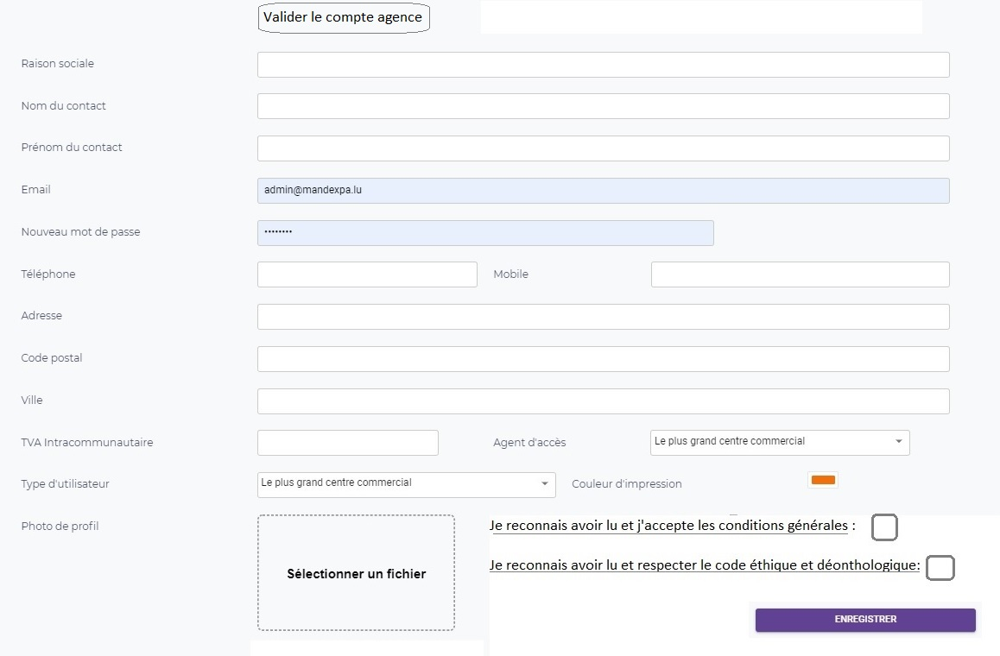 Valider le compte agence
Raison sociale
Nom du contact
Prénom du contact
Email admin@mandexpa.lu
Nouveau mot de passe ••••••••
Téléphone Mobile
Adresse
Code postal
Ville
TVA Intracommunautaire Agent d'accès Le plus grand centre commercial
Type d'utilisateur Le plus grand centre commercial Couleur d'impression
Photo de profil Je reconnais avoir lu et j'accepte les conditions générales :
Je reconnais avoir lu et respecter le code éthique et déonthologique:
Sélectionner un fichier
ENREGISTRER